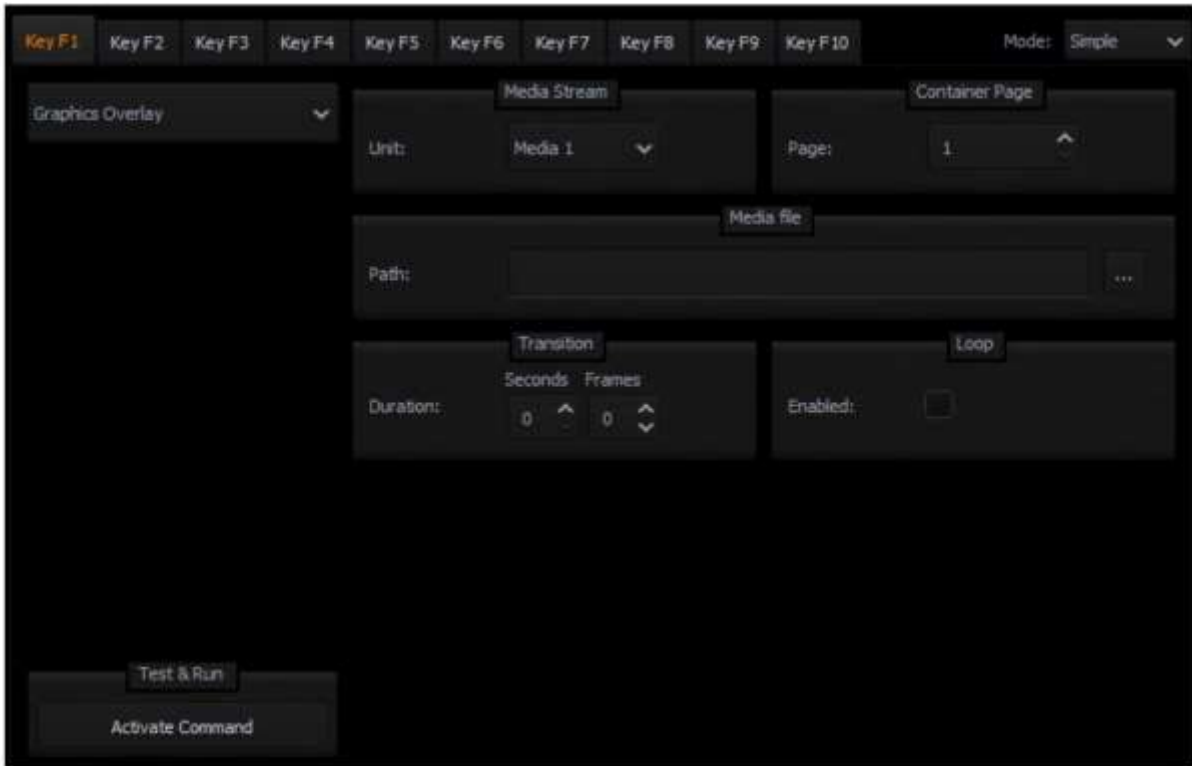 Key F1 Key F2 Key F3 Key F4 Key F5 Key F6 Key F7 Key F8 Key F9 Key F10 Mode: Simple
Graphics Overlay
Media Stream
Unit: Media 1
Container Page
Page: 1
Media file
Path: ...
Transition
Seconds Frames
Duration: 0 0
Loop
Enabled:
Test & Run
Activate Command